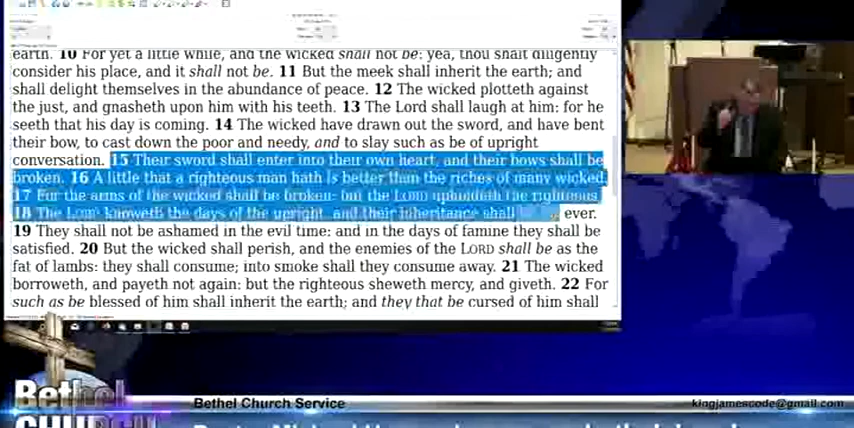 earth. 10 For yet a little while, and the wicked shall not be: yea, thou shalt diligently
consider his place, and it shall not be. 11 But the meek shall inherit the earth; and
shall delight themselves in the abundance of peace. 12 The wicked plotteth against
the just, and gnasheth upon him with his teeth. 13 The Lord shall laugh at him: for he
seeth that his day is coming. 14 The wicked have drawn out the sword, and have bent
their bow, to cast down the poor and needy, and to slay such as be of upright
conversation. 15 Their sword shall enter into their own heart, and their bows shall be
broken. 16 A little that a righteous man hath is better than the riches of many wicked.
17 For the arms of the wicked shall be broken: but the LORD upholdeth the righteous.
18 The LORD knoweth the days of the upright: and their inheritance shall ever.
19 They shall not be ashamed in the evil time: and in the days of famine they shall be
satisfied. 20 But the wicked shall perish, and the enemies of the LORD shall be as the
fat of lambs: they shall consume; into smoke shall they consume away. 21 The wicked
borroweth, and payeth not again: but the righteous sheweth mercy, and giveth. 22 For
such as be blessed of him shall inherit the earth; and they that be cursed of him shall
Bethel
CHURCH
Bethel Church Service
kingjamescode@gmail.com